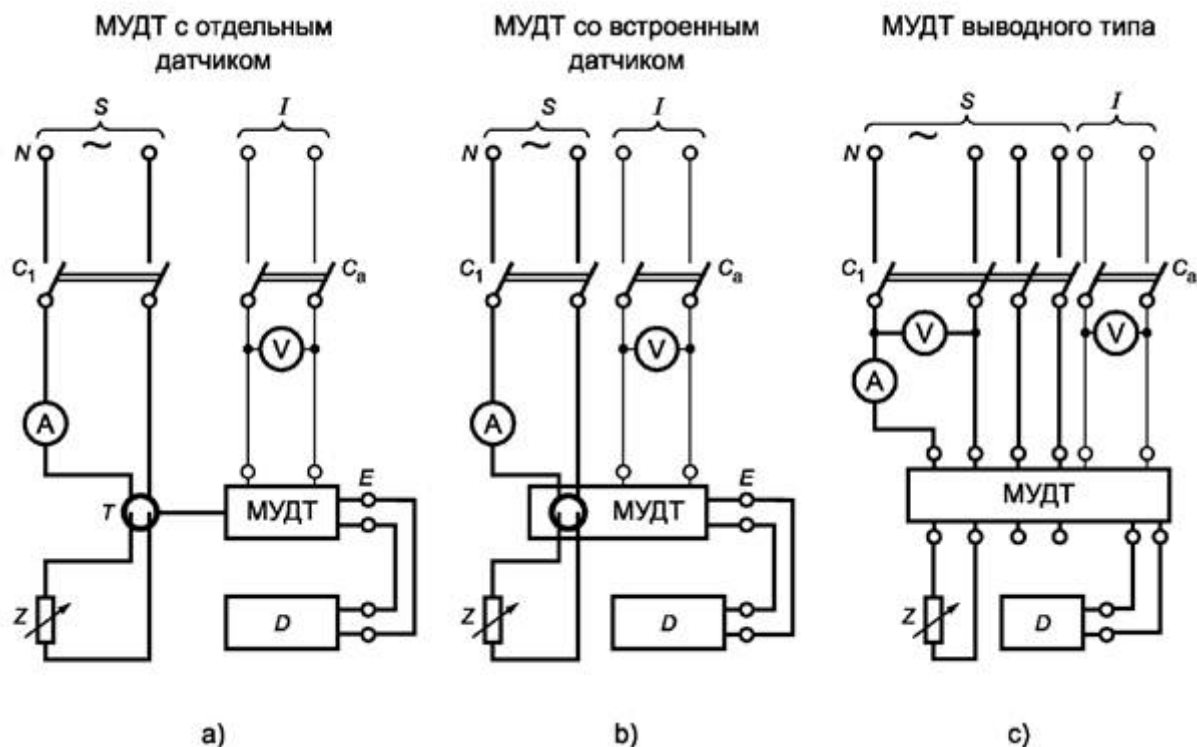 МУДТ с отдельным
датчиком
МУДТ со встроенным
датчиком
МУДТ выводного типа
S I
~
N
C1 Ca
V
A
E
T МУДТ
Z D
a)
S I
N ~
C1 Ca
V
A
E
МУДТ
Z D
b)
S I
N ~
C1 Ca
V V
A
МУДТ
Z D
c)